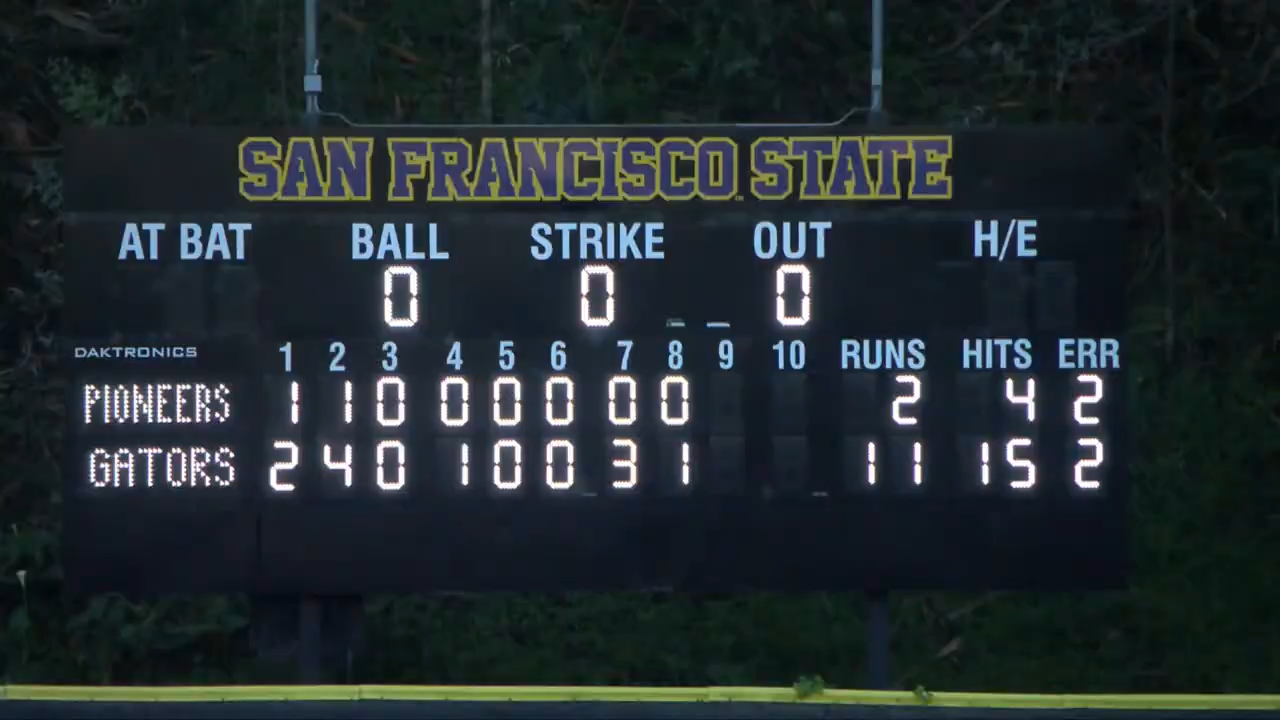 SAN FRANCISCO STATE
AT BAT BALL STRIKE OUT H/E
0 0 0
DAKTRONICS 1 2 3 4 5 6 7 8 9 10 RUNS HITS ERR
PIONEERS 1 1 0 0 0 0 0 0 2 4 2
GATORS 2 4 0 1 0 0 3 1 11 15 2